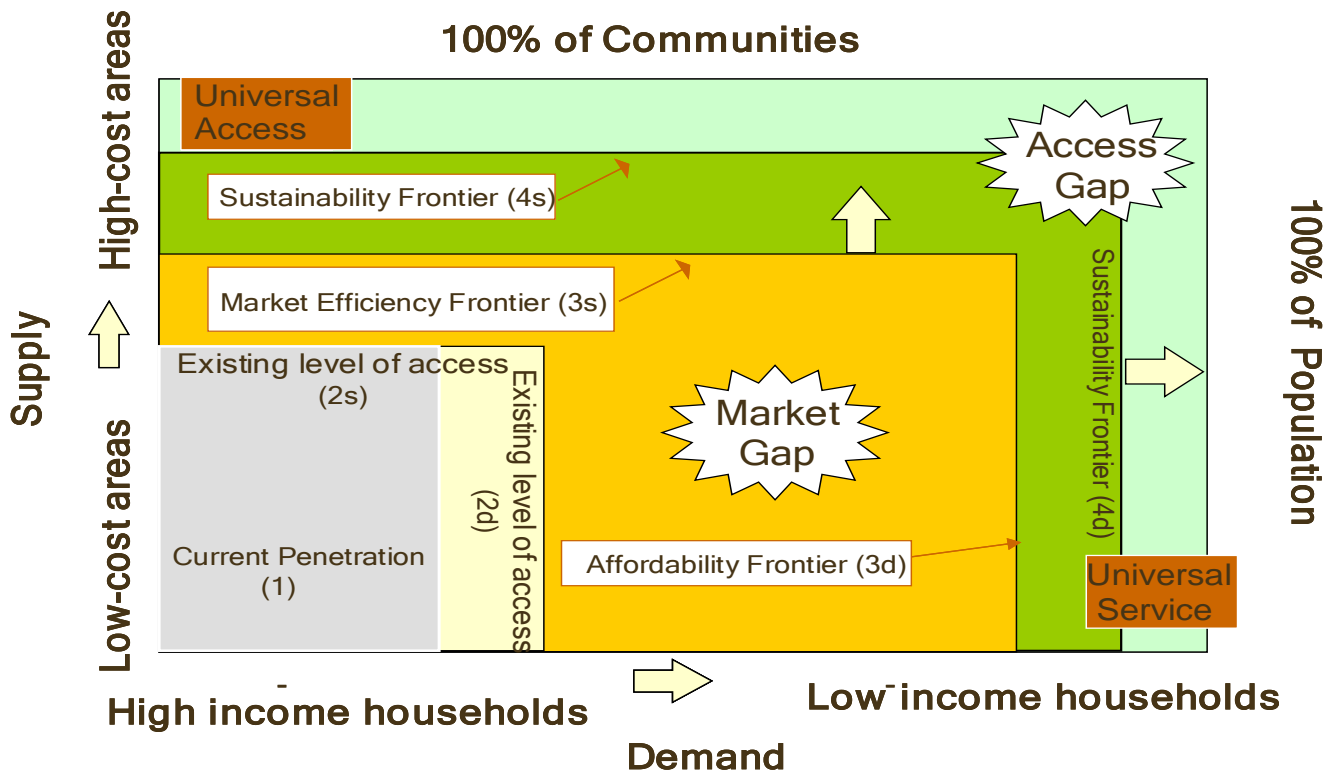 100% of Communities
High-cost areas
Universal
Access
Access
Gap
Sustainability Frontier (4s)
100% of Population
Sustainability Frontier (4d)
Market Efficiency Frontier (3s)
Supply
Existing level of access
(2s)
Existing level of access
(2d)
Market
Gap
Low-cost areas
Current Penetration
(1)
Affordability Frontier (3d)
Universal
Service
High income households
Low-income households
Demand